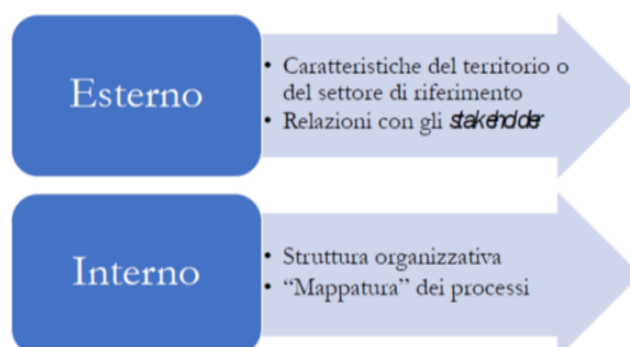 Esterno
• Caratteristiche del territorio o
del settore di riferimento
• Relazioni con gli stakeholder
Interno
• Struttura organizzativa
• “Mappatura” dei processi